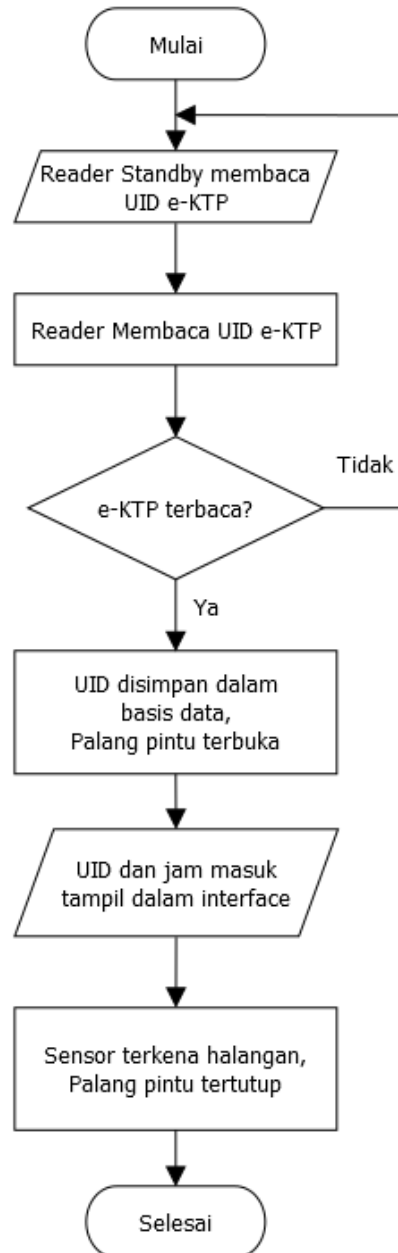 Mulai
Reader Standby membaca
UID e-KTP
Reader Membaca UID e-KTP
e-KTP terbaca?
Tidak
Ya
UID disimpan dalam
basis data,
Palang pintu terbuka
UID dan jam masuk
tampil dalam interface
Sensor terkena halangan,
Palang pintu tertutup
Selesai